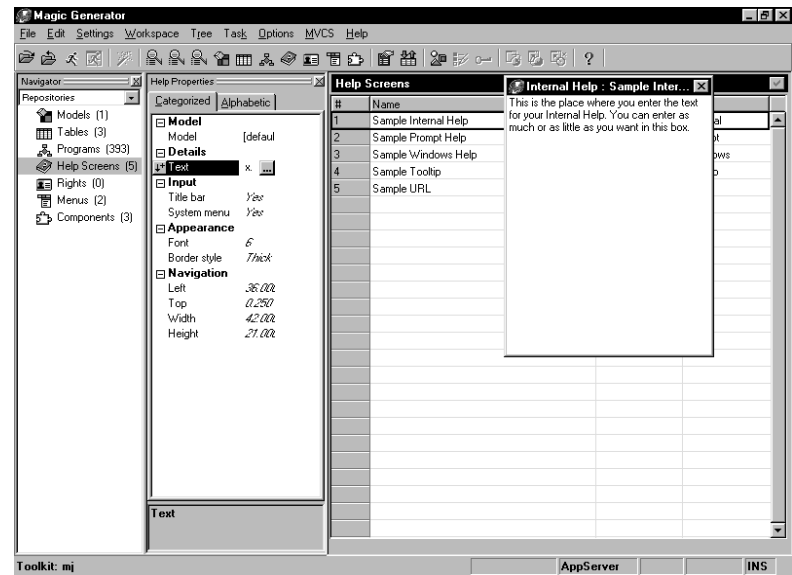 Magic Generator
File Edit Settings Workspace Tree Task Options MVCS Help
Navigator
Repositories
Models (1)
Tables (3)
Programs (393)
Help Screens (5)
Rights (0)
Menus (2)
Components (3)
Help Properties
Categorized Alphabetic
Model
Model [defaul
Details
Text x. ...
Input
Title bar Yes
System menu Yes
Appearance
Font 6
Border style Thick
Navigation
Left 36.00
Top 0.250
Width 42.00
Height 21.00
Text
Help Screens
# Name
1 Sample Internal Help al
2 Sample Prompt Help pt
3 Sample Windows Help ows
4 Sample Tooltip p
5 Sample URL
Internal Help : Sample Inter...
This is the place where you enter the text
for your Internal Help. You can enter as
much or as little as you want in this box.
Toolkit: mj AppServer INS